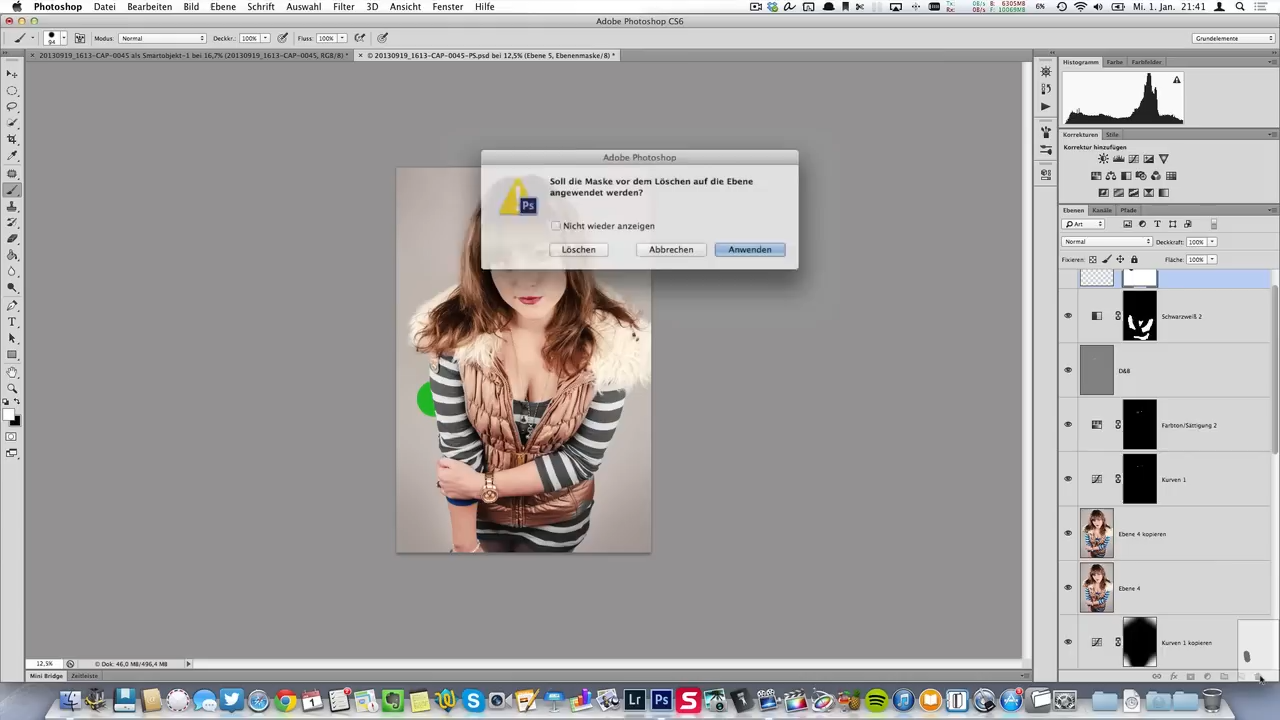 Photoshop Datei Bearbeiten Bild Ebene Schrift Auswahl Filter 3D Ansicht Fenster Hilfe
6% Mi. 1. Jan. 21:41
Adobe Photoshop CS6
94 Modus: Normal Deckkr.: 100% Fluss: 100% Grundelemente
20130919_1613-CAP-0045 als Smartobjekt-1 bei 16,7% (20130919_1613-CAP-0045, RGB/8) *
© 20130919_1613-CAP-0045-PS.psd bei 12,5% (Ebene 5, Ebenenmaske/8) *
Histogramm Farbe Farbfelder
Korrekturen Stile
Korrektur hinzufügen
Adobe Photoshop
Soll die Maske vor dem Löschen auf die Ebene
angewendet werden?
Ps
Nicht wieder anzeigen
Löschen Abbrechen Anwenden
Ebenen Kanäle Pfade
Art
Normal Deckkraft: 100%
Fixieren: Fläche: 100%
Schwarzweiß 2
D&B
Farbton/Sättigung 2
Kurven 1
Ebene 4 kopieren
Ebene 4
Kurven 1 kopieren
12,5% Dok: 46,0 MB/496,4 MB
Mini Bridge Zeitleiste
Lr Ps